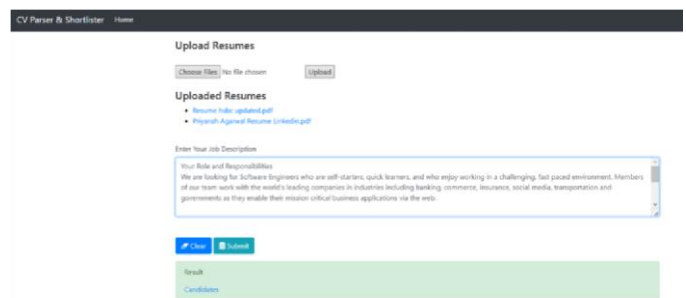 CV Parser & Shortlister Home
Upload Resumes
Choose Files No file chosen Upload
Uploaded Resumes
Resume hsbc updated.pdf
Priyansh Agarwal Resume Linkedin.pdf
Enter Your Job Description
Your Role and Responsibilities
We are looking for Software Engineers who are self-starters, quick learners, and who enjoy working in a challenging, fast paced environment. Members
of our team work with the world's leading companies in industries including banking, commerce, insurance, social media, transportation and
governments as they enable their mission critical business applications via the web.
Clear Submit
Result
Candidates